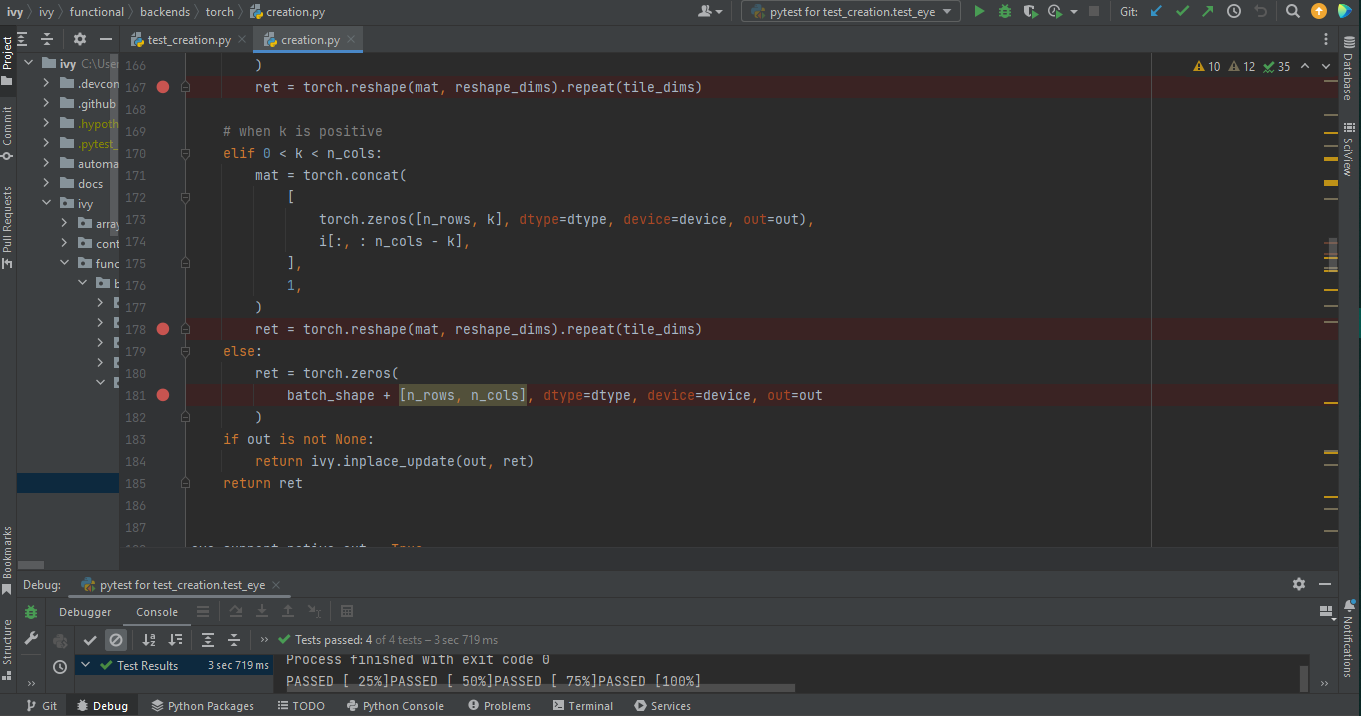 ivy ivy functional backends torch creation.py pytest for test_creation.test_eye Git:
test_creation.py creation.py
Project
Commit
Pull Requests
Bookmarks
Structure
ivy C:\User
.devcon
.github
.hypoth
.pytest_
automa
docs
ivy
array
cont
func
b
166 )
167 ret = torch.reshape(mat, reshape_dims).repeat(tile_dims)
168
169 # when k is positive
170 elif 0 < k < n_cols:
171 mat = torch.concat(
172 [
173 torch.zeros([n_rows, k], dtype=dtype, device=device, out=out),
174 i[:, : n_cols - k],
175 ],
176 1,
177 )
178 ret = torch.reshape(mat, reshape_dims).repeat(tile_dims)
179 else:
180 ret = torch.zeros(
181 batch_shape + [n_rows, n_cols], dtype=dtype, device=device, out=out
182 )
183 if out is not None:
184 return ivy.inplace_update(out, ret)
185 return ret
186
187
10 12 35
Database
SciView
Notifications
Debug: pytest for test_creation.test_eye
Debugger Console
Tests passed: 4 of 4 tests – 3 sec 719 ms
Test Results 3 sec 719 ms
Process finished with exit code 0
PASSED [ 25%]PASSED [ 50%]PASSED [ 75%]PASSED [100%]
Git Debug Python Packages TODO Python Console Problems Terminal Services